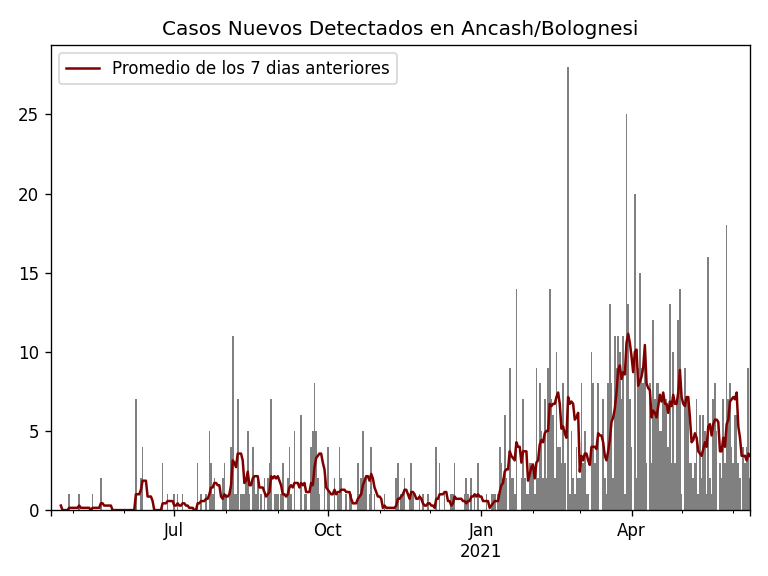 Casos Nuevos Detectados en Ancash/Bolognesi
Promedio de los 7 dias anteriores
25
20
15
10
5
0
Jul Oct Jan Apr
2021